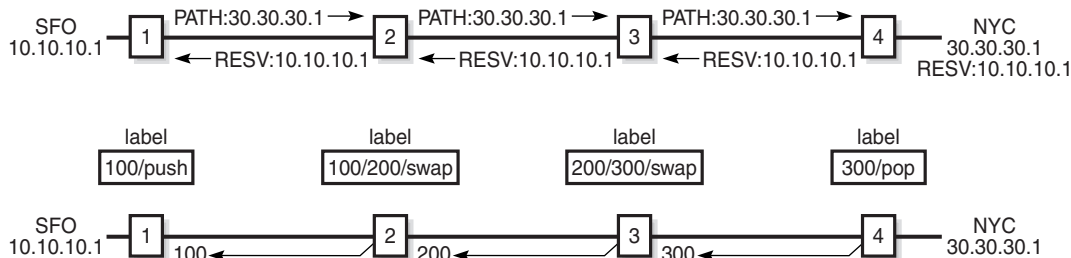 PATH:30.30.30.1 PATH:30.30.30.1 PATH:30.30.30.1
SFO
10.10.10.1
1
2
3
4
NYC
30.30.30.1
RESV:10.10.10.1
RESV:10.10.10.1 RESV:10.10.10.1 RESV:10.10.10.1
label label label label
100/push 100/200/swap 200/300/swap 300/pop
SFO
10.10.10.1
1
2
3
4
NYC
30.30.30.1
100 200 300